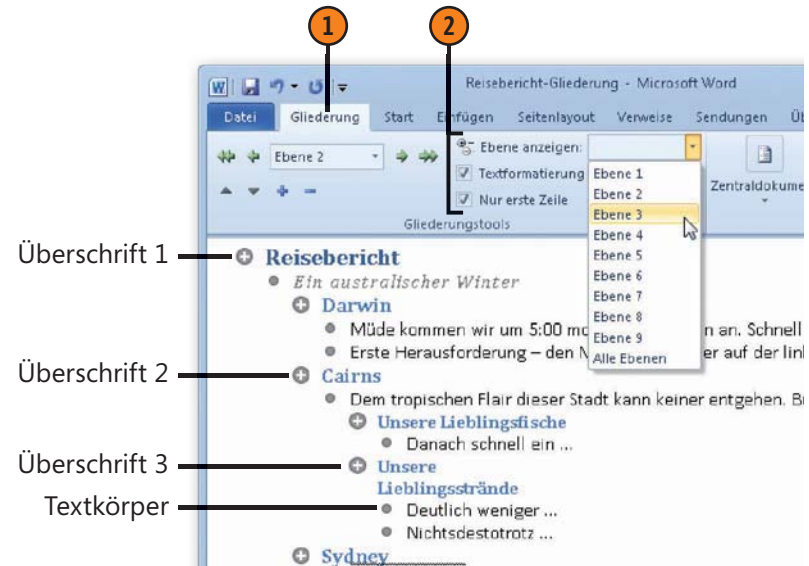 1 2
Reisebericht-Gliederung - Microsoft Word
Datei Gliederung Start Einfügen Seitenlayout Verweise Sendungen Üb
Ebene 2
Ebene anzeigen:
Textformatierung
Nur erste Zeile
Gliederungstools
Zentraldokume
Ebene 1
Ebene 2
Ebene 3
Ebene 4
Ebene 5
Ebene 6
Ebene 7
Ebene 8
Ebene 9
Alle Ebenen
Überschrift 1
Reisebericht
Ein australischer Winter
Darwin
Müde kommen wir um 5:00 mo n an. Schnell
Erste Herausforderung – den N er auf der link
Überschrift 2
Cairns
Dem tropischen Flair dieser Stadt kann keiner entgehen. B
Unsere Lieblingsfische
Danach schnell ein ...
Überschrift 3
Unsere
Lieblingsstrände
Textkörper
Deutlich weniger ...
Nichtsdestotrotz ...
Sydney